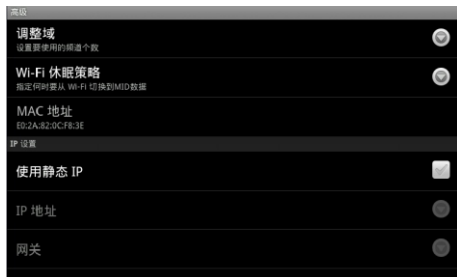 高级
调整域
设置要使用的频道个数
Wi-Fi 休眠策略
指定何时要从 Wi-Fi 切换到MID数据
MAC 地址
E0:2A:82:0C:F8:3E
IP 设置
使用静态 IP
IP 地址
网关